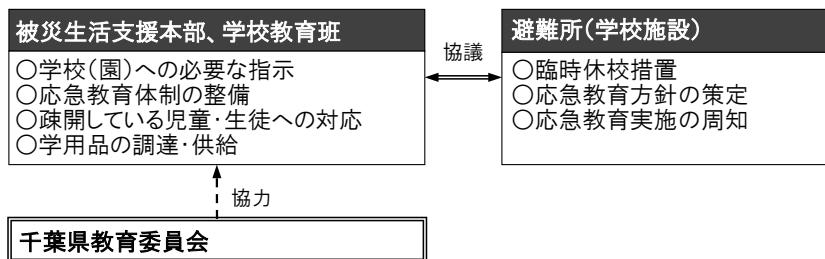 被災生活支援本部、学校教育班
○学校(園)への必要な指示
○応急教育体制の整備
○疎開している児童・生徒への対応
○学用品の調達・供給
協議
避難所(学校施設)
○臨時休校措置
○応急教育方針の策定
○応急教育実施の周知
協力
千葉県教育委員会